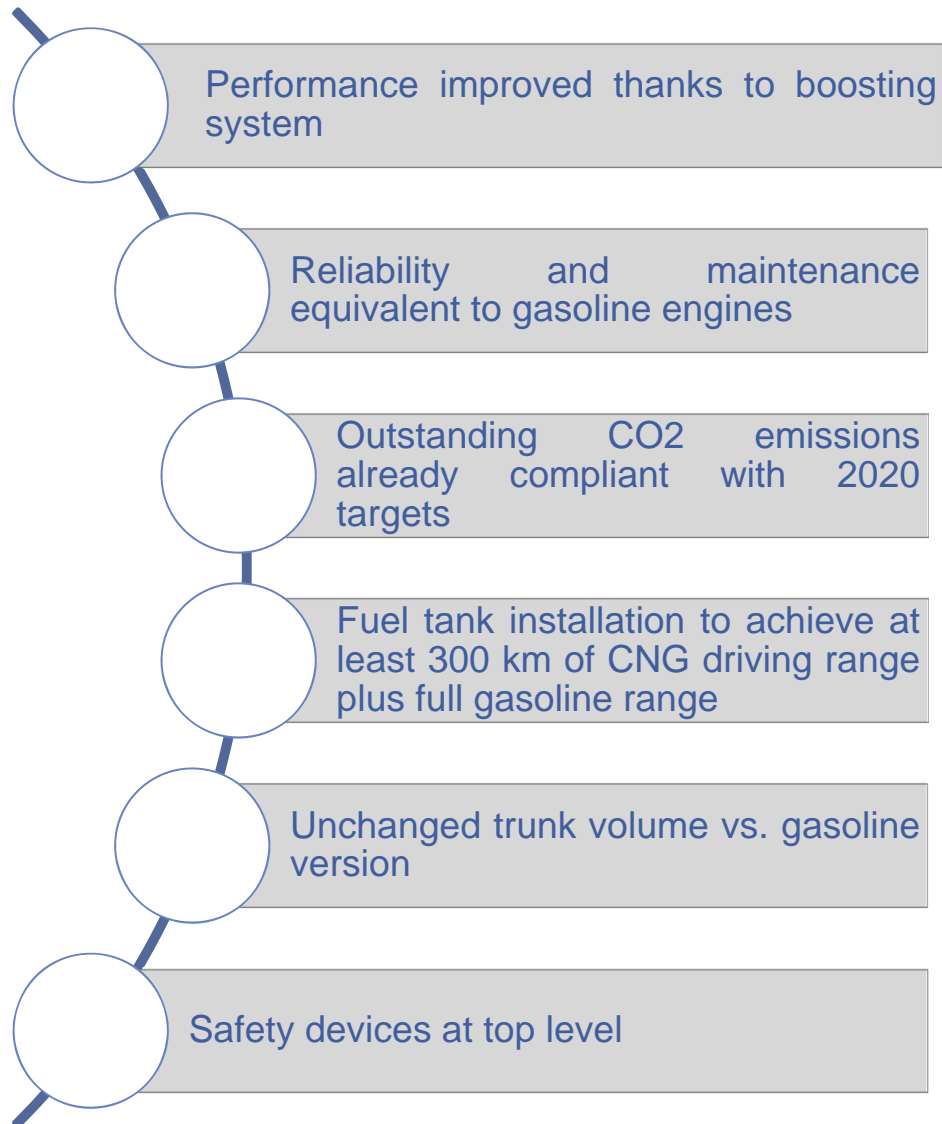 Performance improved thanks to boosting
system
Reliability and maintenance
equivalent to gasoline engines
Outstanding CO2 emissions
already compliant with 2020
targets
Fuel tank installation to achieve at
least 300 km of CNG driving range
plus full gasoline range
Unchanged trunk volume vs. gasoline
version
Safety devices at top level